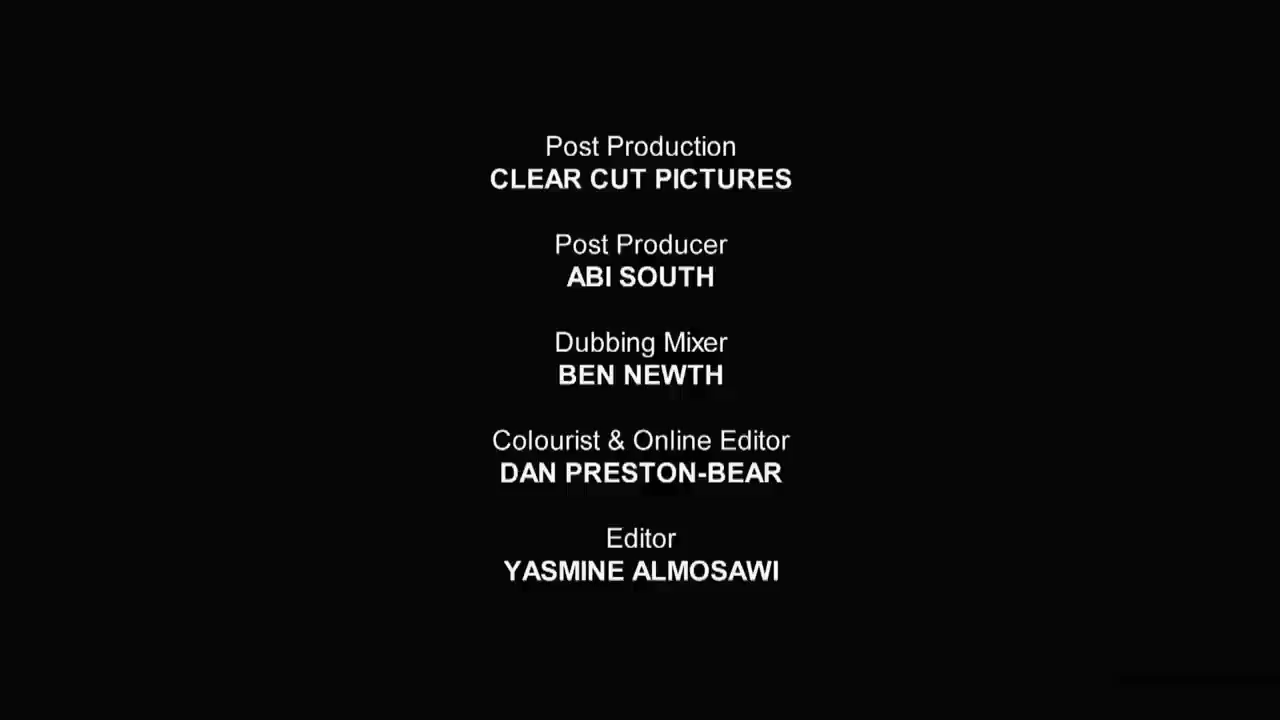 Post Production
CLEAR CUT PICTURES
Post Producer
ABI SOUTH
Dubbing Mixer
BEN NEWTH
Colourist & Online Editor
DAN PRESTON-BEAR
Editor
YASMINE ALMOSAWI